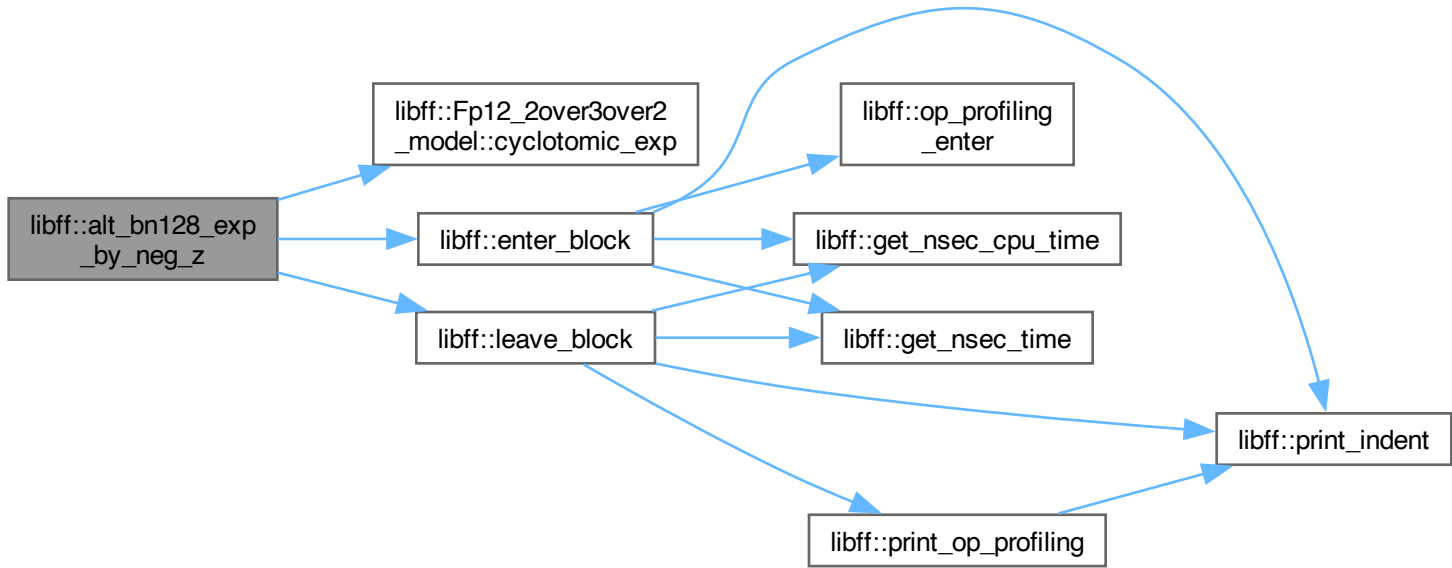 libff::Fp12_2over3over2
_model::cyclotomic_exp
libff::op_profiling
_enter
libff::alt_bn128_exp
_by_neg_z
libff::enter_block
libff::get_nsec_cpu_time
libff::leave_block
libff::get_nsec_time
libff::print_indent
libff::print_op_profiling